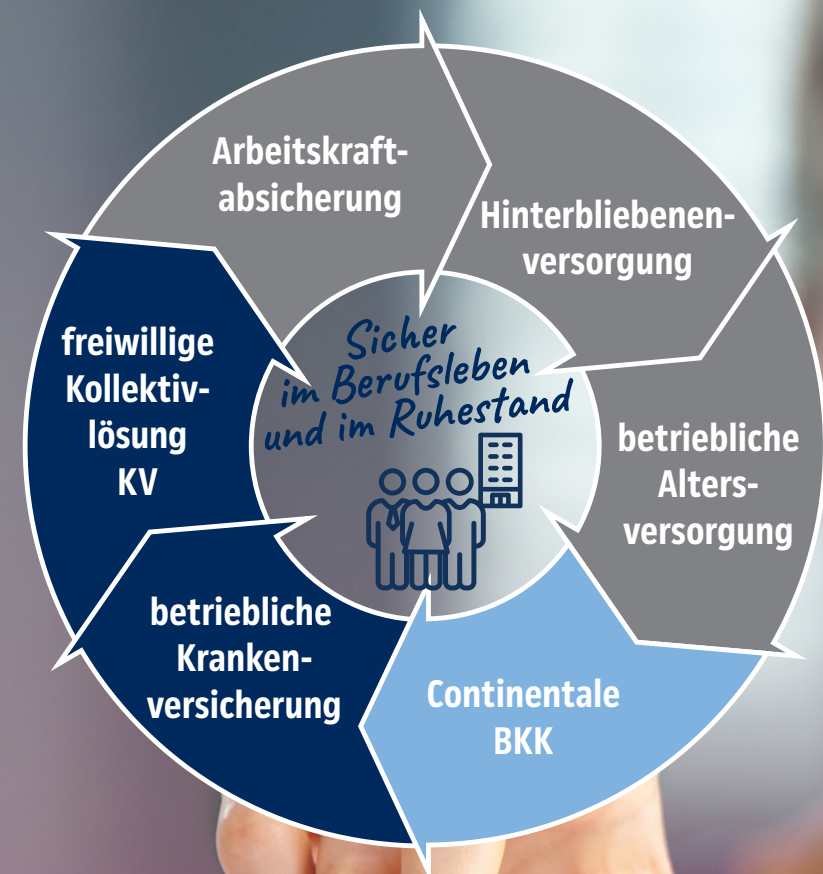 Arbeitskraft-
absicherung
Hinterbliebenen-
versorgung
betriebliche
Alters-
versorgung
Continentale
BKK
betriebliche
Kranken-
versicherung
freiwillige
Kollektiv-
lösung
KV
Sicher
im Berufsleben
und im Ruhestand